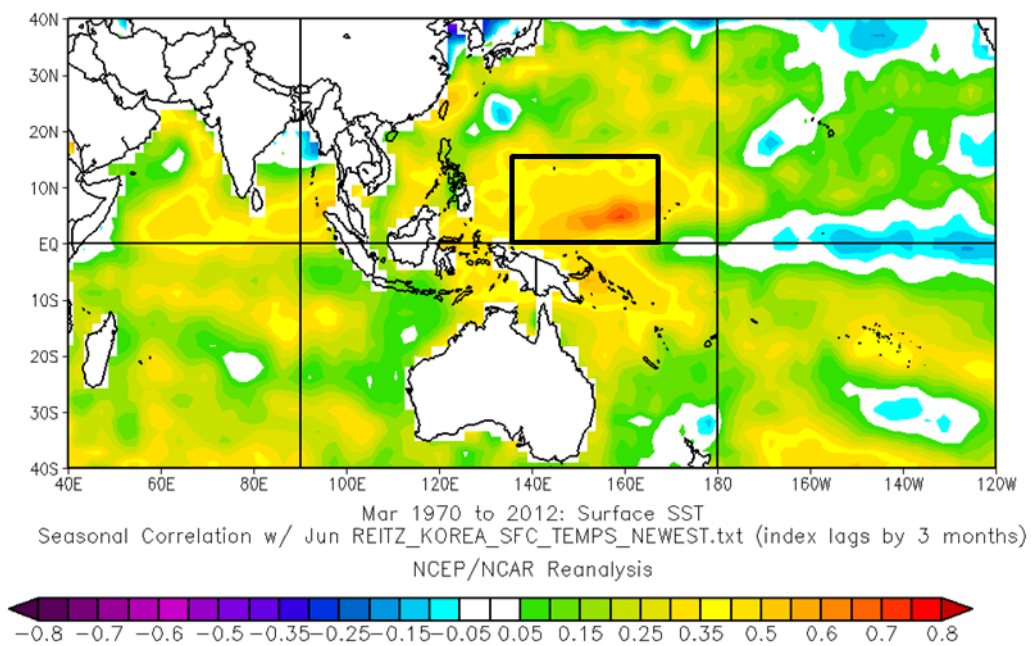 40N
30N
20N
10N
EQ
10S
20S
30S
40S
40E 60E 80E 100E 120E 140E 160E 180 160W 140W 120W
Mar 1970 to 2012: Surface SST
Seasonal Correlation w/ Jun REITZ_KOREA_SFC_TEMPS_NEWEST.txt (index lags by 3 months)
NCEP/NCAR Reanalysis
-0.8 -0.7 -0.6 -0.5 -0.35 -0.25 -0.15 -0.05 0.05 0.15 0.25 0.35 0.5 0.6 0.7 0.8